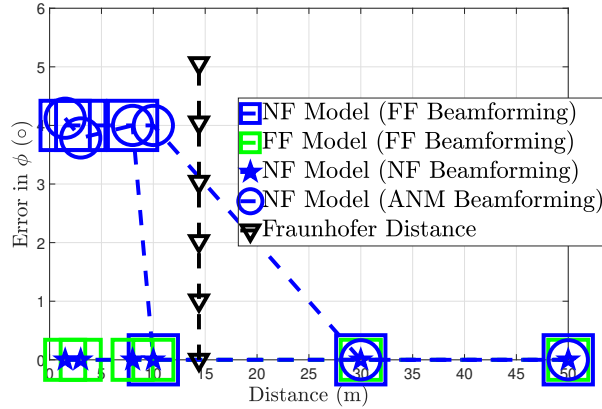 6
5
4
3
2
1
0
Error in ϕ (○)
NF Model (FF Beamforming)
FF Model (FF Beamforming)
NF Model (NF Beamforming)
NF Model (ANM Beamforming)
Fraunhofer Distance
0 5 10 15 20 25 30 35 40 45 50
Distance (m)